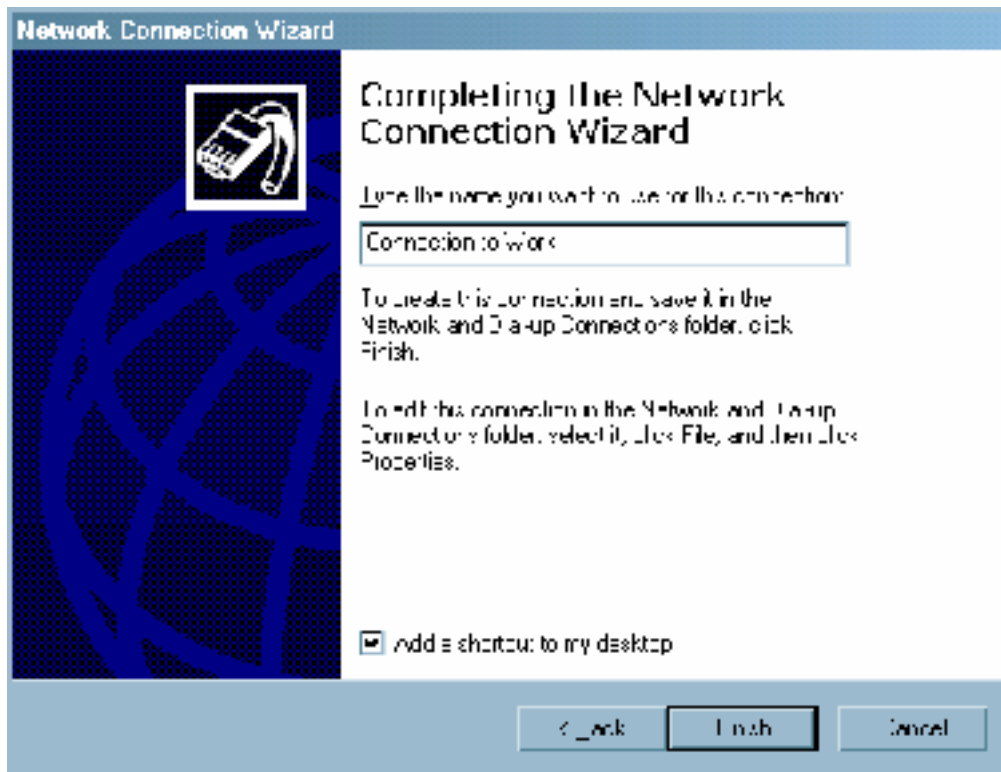 Network Connection Wizard
Completing the Network
Connection Wizard
Type the name you want to use for this connection:
Connection to Work
To create this connection and save it in the
Network and Dial-up Connections folder, click
Finish.
To edit this connection in the Network and Dial-up
Connections folder, select it, click File, and then click
Properties.
Add a shortcut to my desktop
< Back
Finish
Cancel